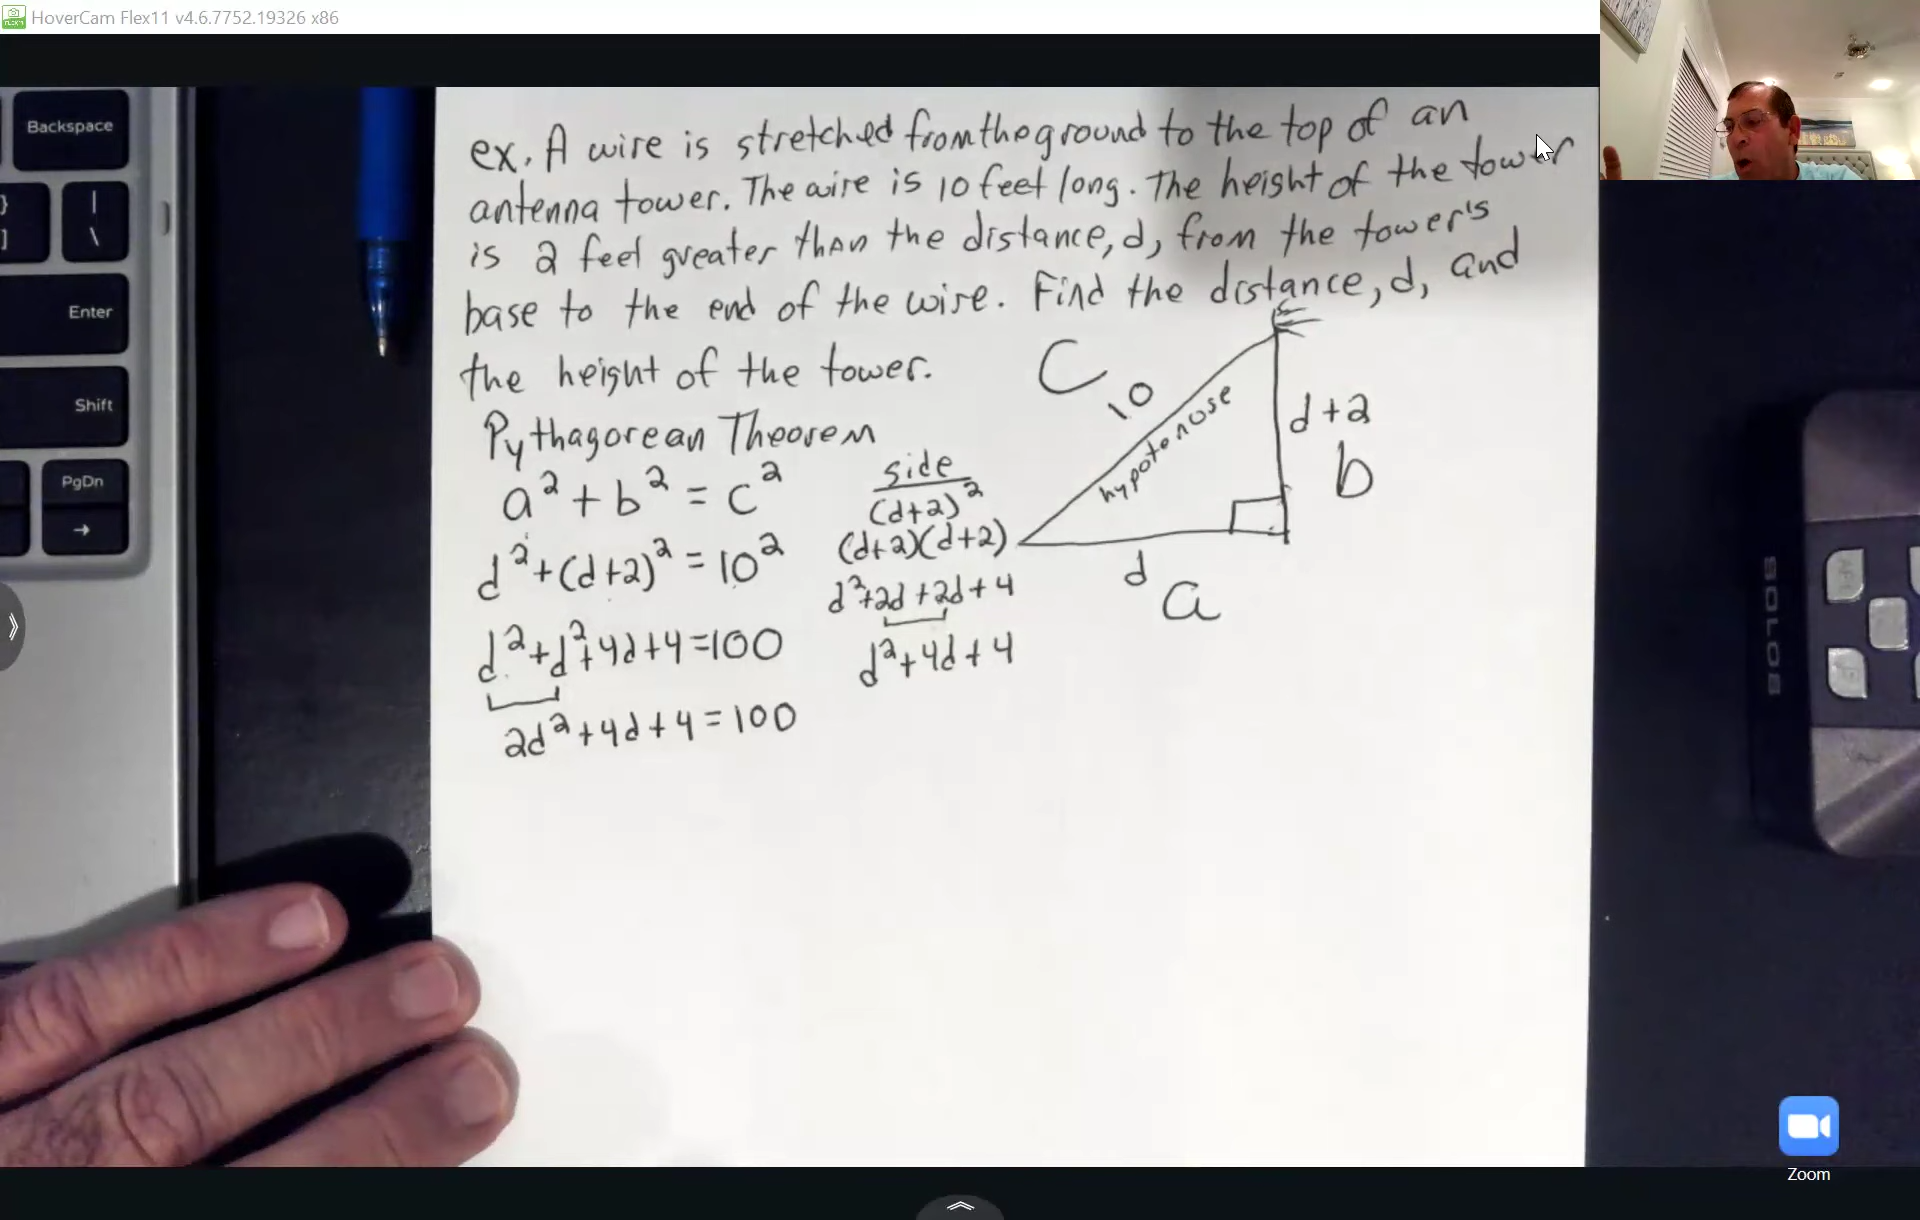 HoverCam Flex11 v4.6.7752.19326 x86
ex. A wire is stretched from the ground to the top of an
antenna tower. The wire is 10 feet long. The height of the tower
is 2 feel greater than the distance, d, from the tower's
base to the end of the wire. Find the distance, d, and
the height of the tower.
Pythagorean Theorem
a² + b² = c²
d² + (d+2)² = 10²
d² + d² + 4d + 4 = 100
2d² + 4d + 4 = 100
side
(d+2)²
(d+2)(d+2)
d² + 2d + 2d + 4
d² + 4d + 4
C
10
hypotenuse
d+2
b
d
a
Backspace
}
]
|
\
Enter
Shift
PgDn
→
SOLO8
Zoom